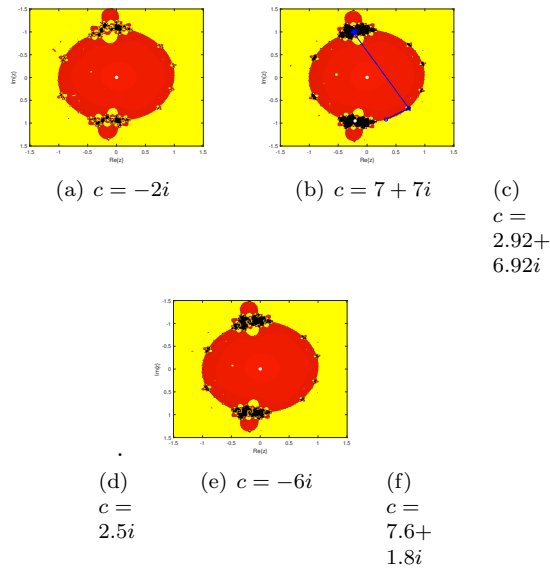 -1.5
-1
-0.5
0
0.5
1
1.5
Im(z)
-1.5 -1 -0.5 0 0.5 1 1.5
Re(z)
(a) c = −2i
-1.5
-1
-0.5
0
0.5
1
1.5
Im(z)
-1.5 -1 -0.5 0 0.5 1 1.5
Re(z)
(b) c = 7 + 7i
(c)
c =
2.92+
6.92i
.
(d)
c =
2.5i
-1.5
-1
-0.5
0
0.5
1
1.5
Im(z)
-1.5 -1 -0.5 0 0.5 1 1.5
Re(z)
(e) c = −6i
(f)
c =
7.6+
1.8i